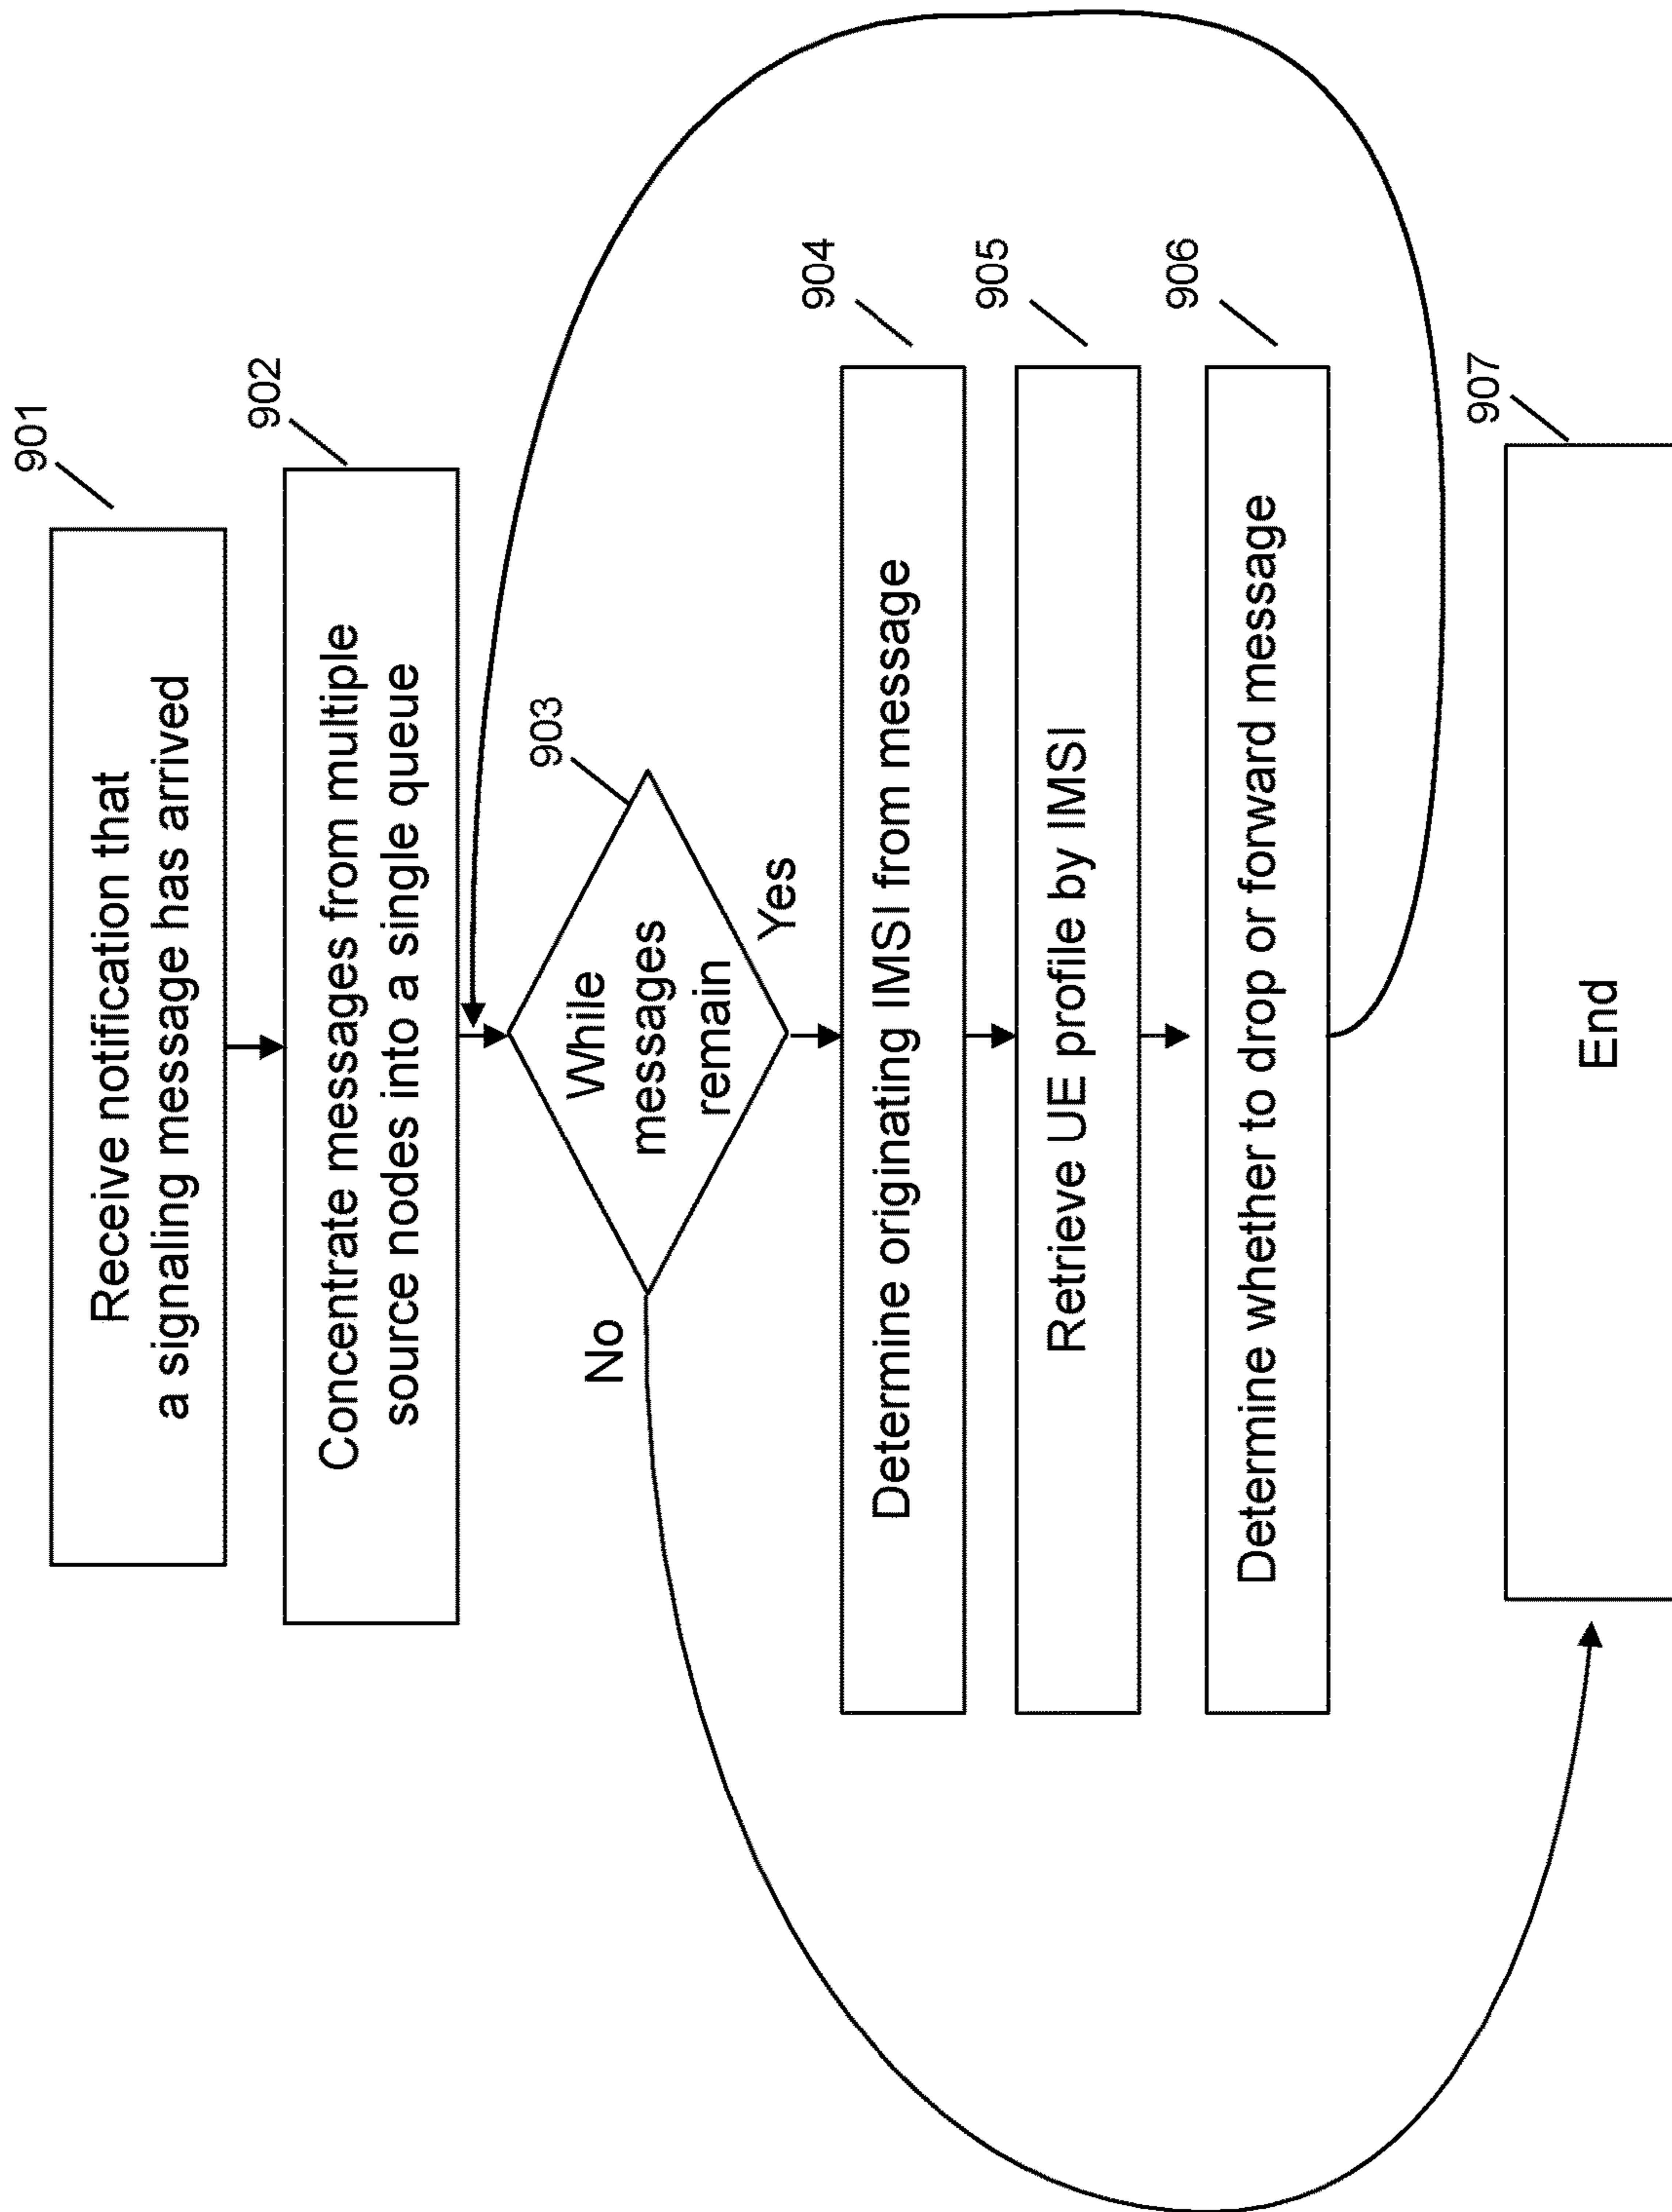 901
Receive notification that
a signaling message has arrived
902
Concentrate messages from multiple
source nodes into a single queue
903
While
messages
remain
No
Yes
904
Determine originating IMSI from message
905
Retrieve UE profile by IMSI
906
Determine whether to drop or forward message
907
End